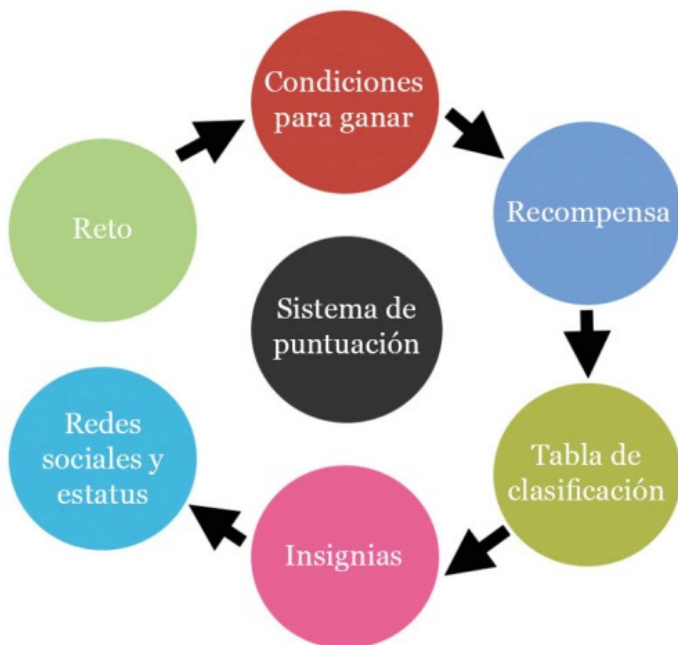 Condiciones
para ganar
Recompensa
Reto
Sistema de
puntuación
Redes
sociales y
estatus
Tabla de
clasificación
Insignias